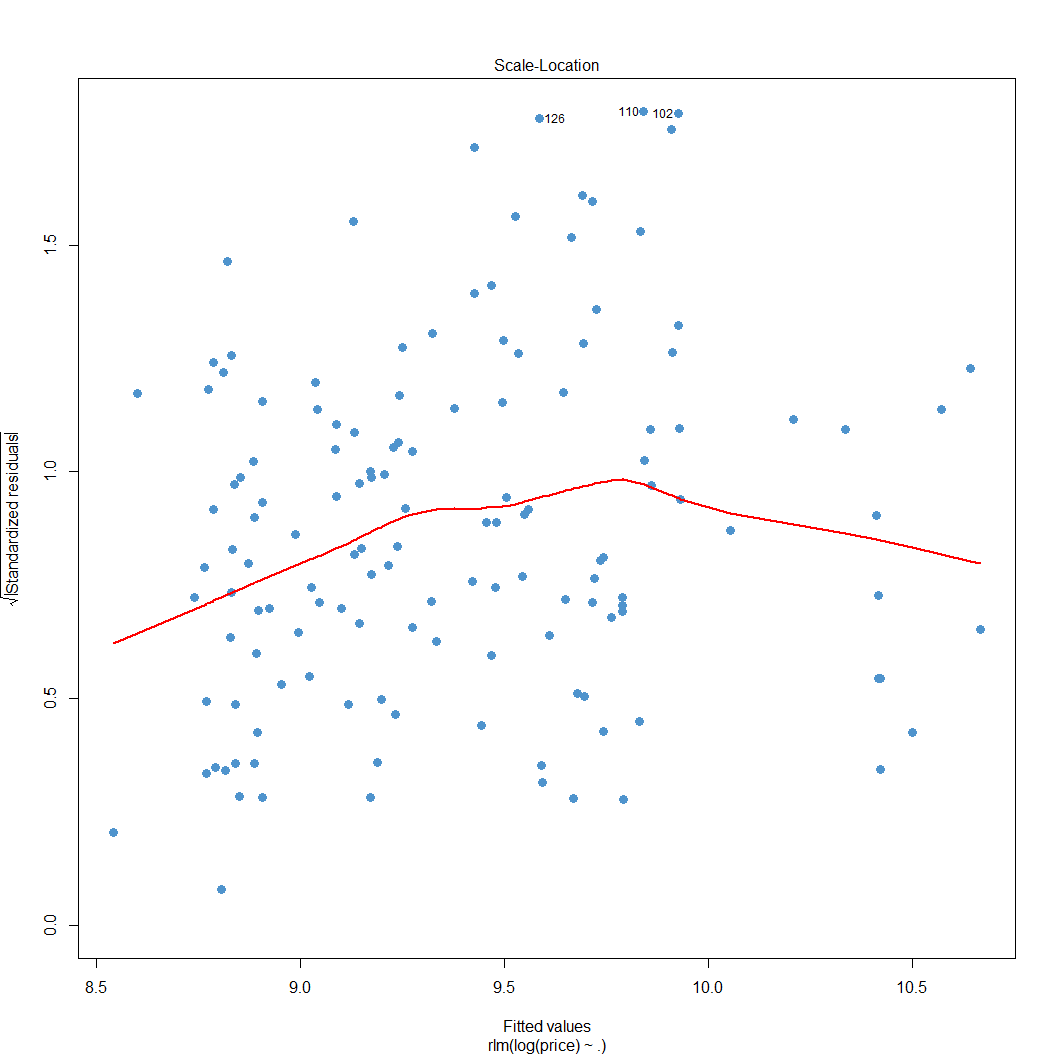 Scale-Location
126
110
102
1.5
1.0
0.5
0.0
√|Standardized residuals|
8.5 9.0 9.5 10.0 10.5
Fitted values
rlm(log(price) ~ .)